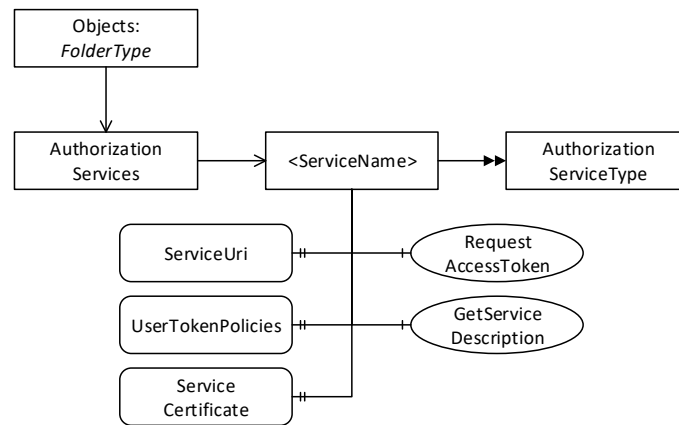 Objects:
FolderType
Authorization
Services
<ServiceName>
Authorization
ServiceType
ServiceUri
Request
AccessToken
UserTokenPolicies
GetService
Description
Service
Certificate